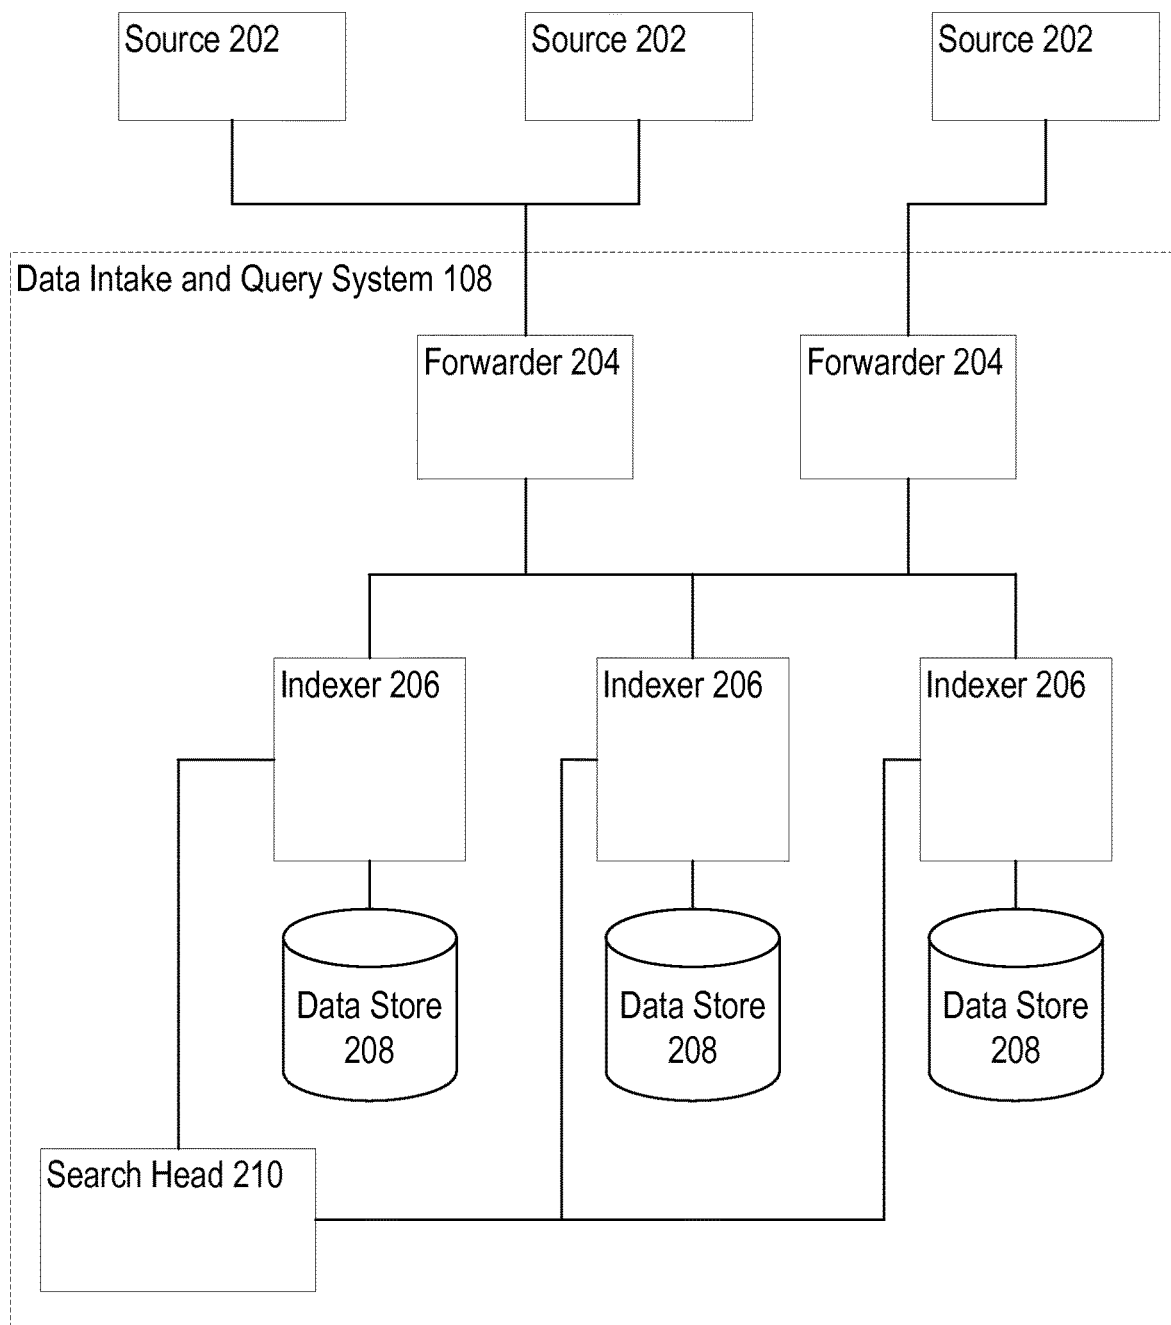 Source 202
Source 202
Source 202
Data Intake and Query System 108
Forwarder 204
Forwarder 204
Indexer 206
Indexer 206
Indexer 206
Data Store
208
Data Store
208
Data Store
208
Search Head 210